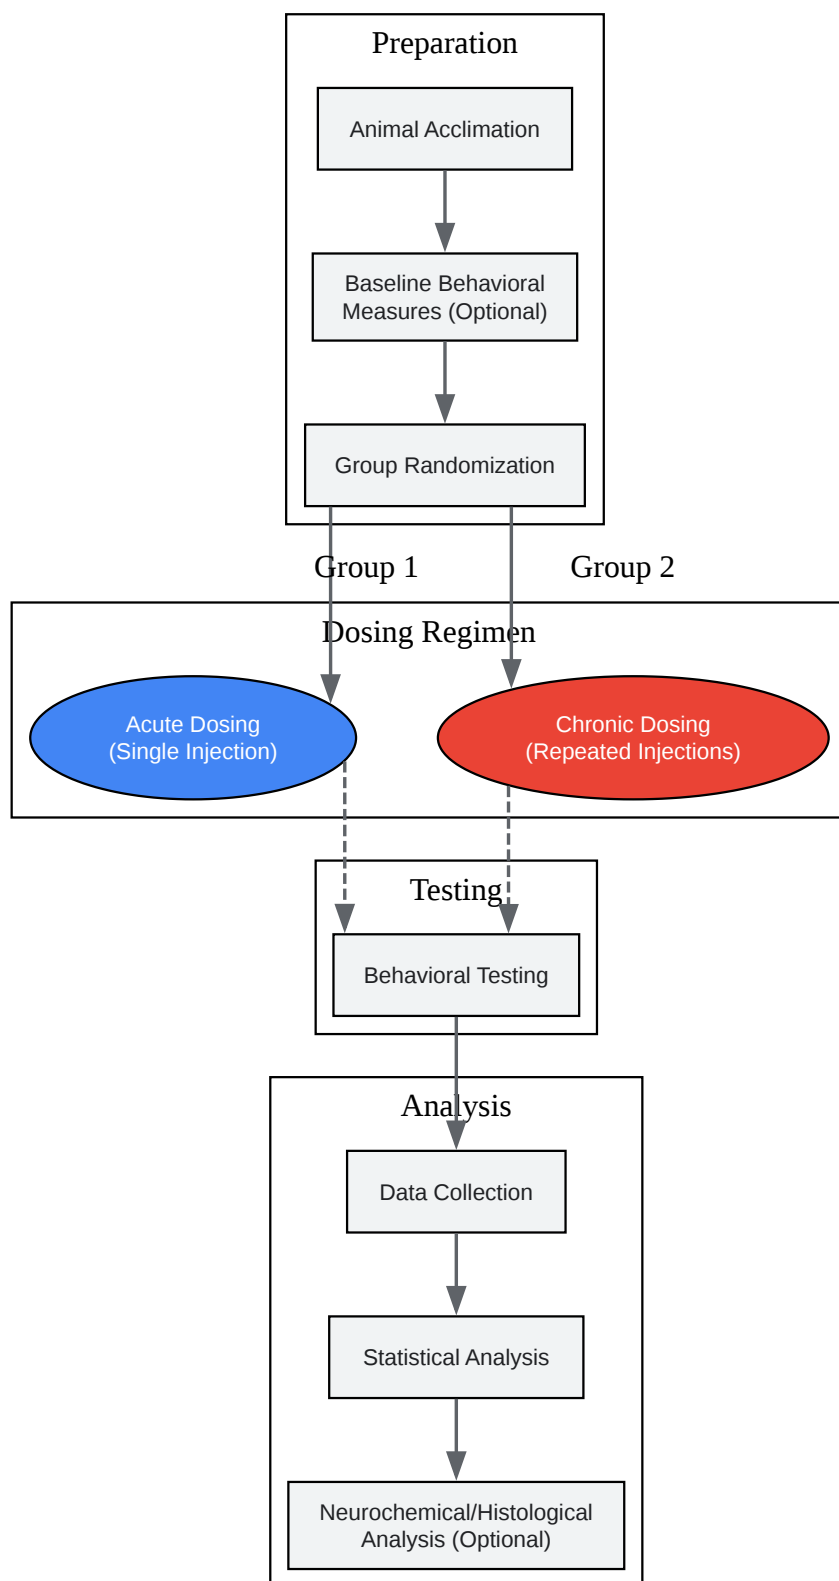 Preparation
Animal Acclimation
Baseline Behavioral
Measures (Optional)
Group Randomization
Group 1
Group 2
Dosing Regimen
Acute Dosing
(Single Injection)
Chronic Dosing
(Repeated Injections)
Testing
Behavioral Testing
Analysis
Data Collection
Statistical Analysis
Neurochemical/Histological
Analysis (Optional)